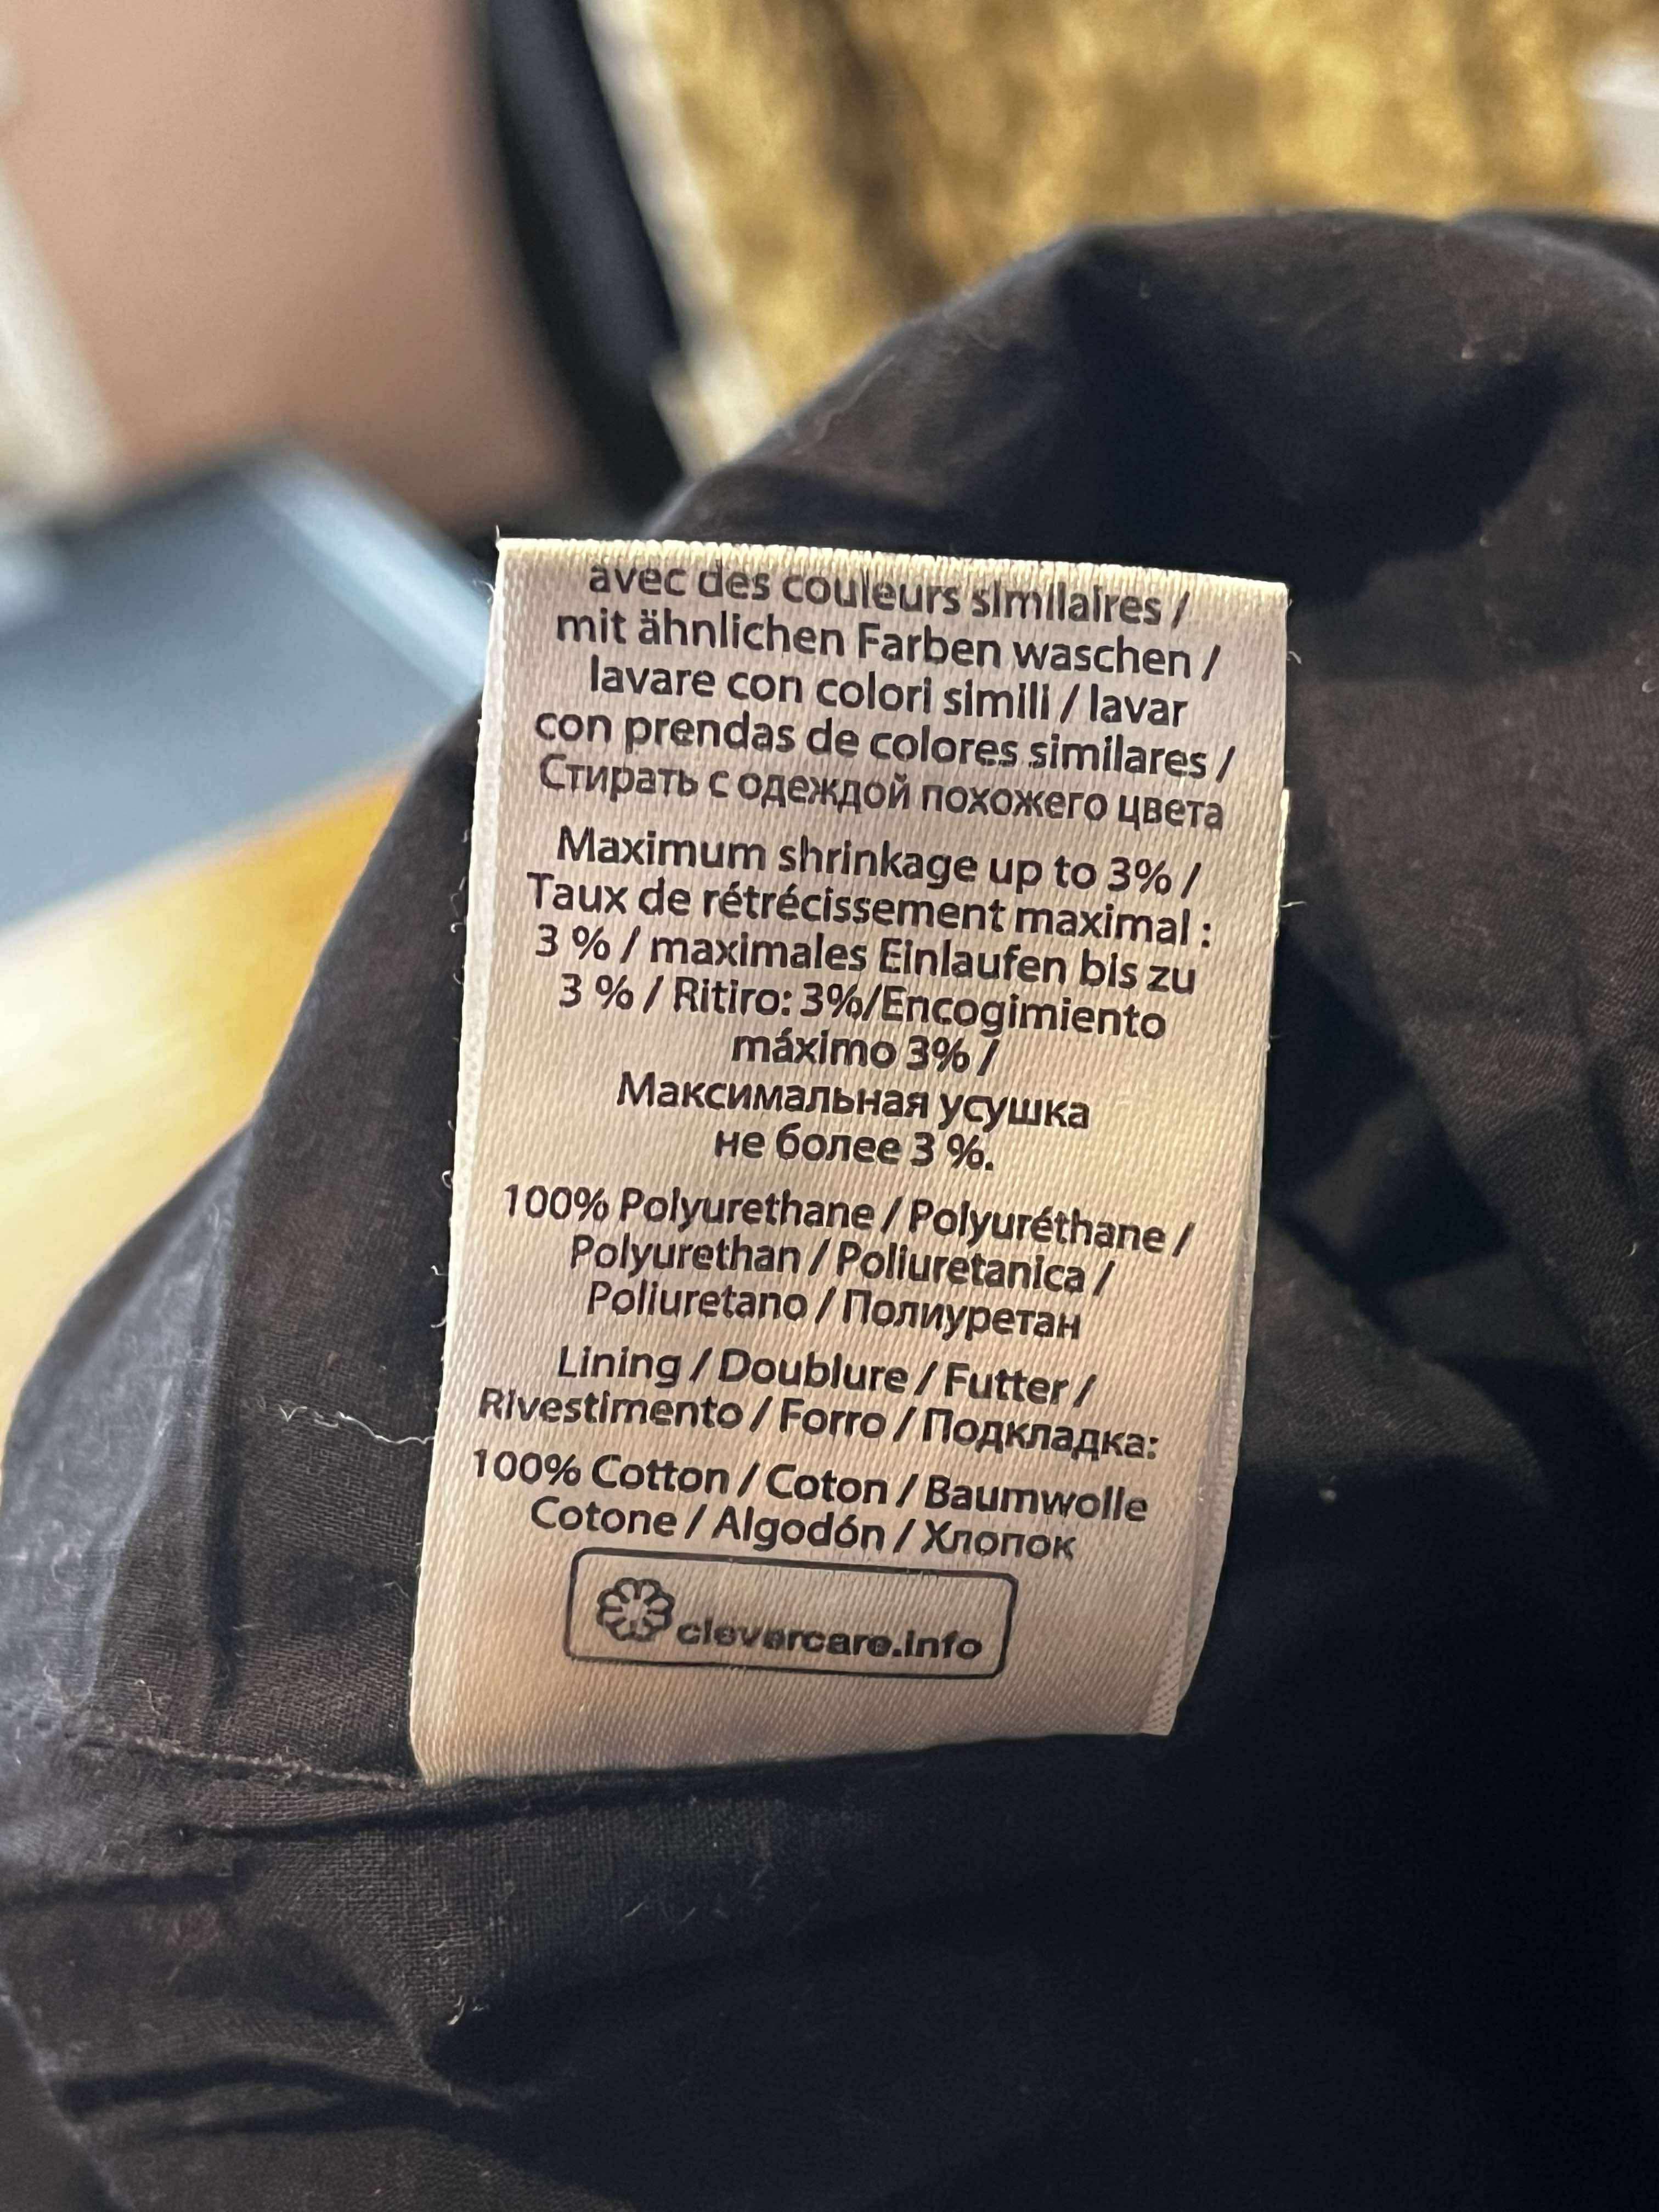 avec des couleurs similaires /
mit ähnlichen Farben waschen /
lavare con colori simili / lavar
con prendas de colores similares /
Стирать с одеждой похожего цвета
Maximum shrinkage up to 3% /
Taux de rétrécissement maximal :
3 % / maximales Einlaufen bis zu
3 % / Ritiro: 3%/Encogimiento
máximo 3% /
Максимальная усушка
не более 3 %.
100% Polyurethane / Polyuréthane /
Polyurethan / Poliuretanica /
Poliuretano / Полиуретан
Lining / Doublure / Futter /
Rivestimento / Forro / Подкладка:
100% Cotton / Coton / Baumwolle
Cotone / Algodón / Хлопок
clevercare.info